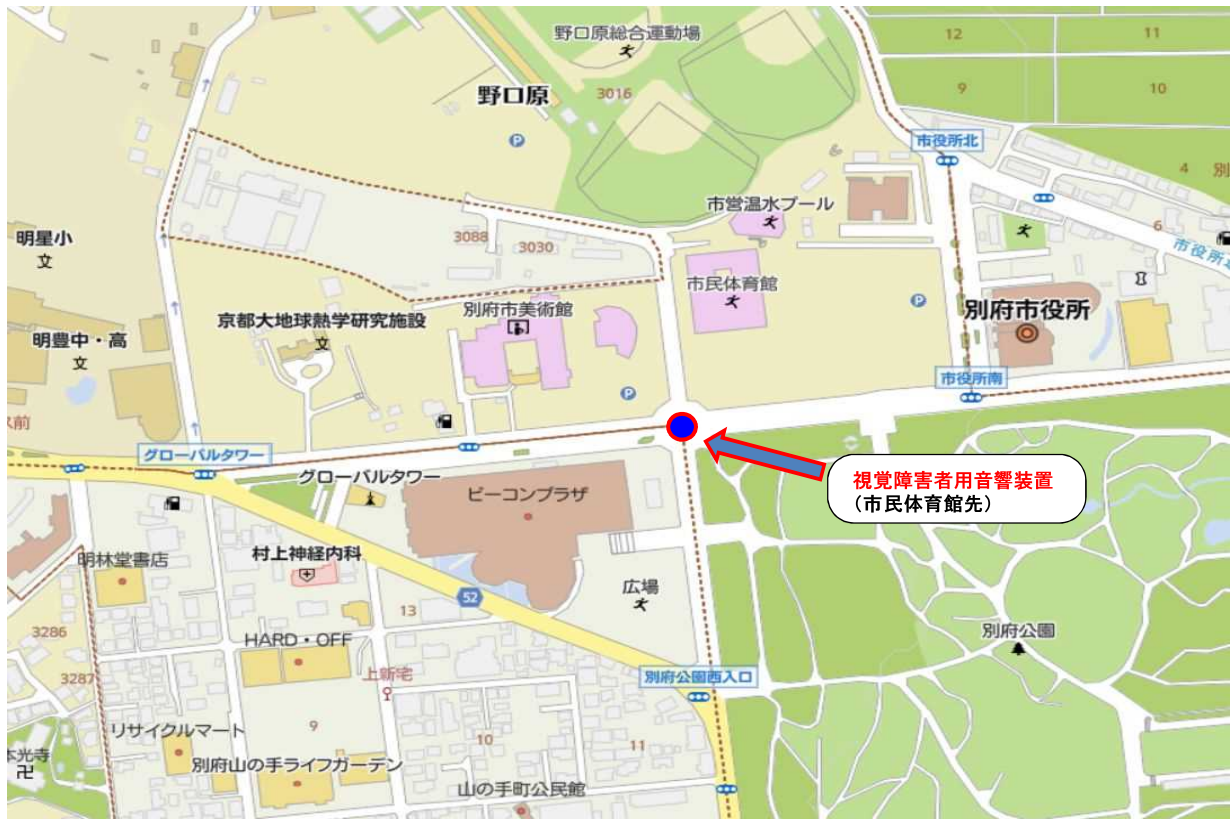 野口原総合運動場
12
11
野口原
3016
9
10
P
市役所北
4
別
明星小
文
3088
3030
市営温水プール
6
市役所
市民体育館
京都大地球熱学研究施設
文
別府市美術館
P
別府市役所
明豊中・高
文
市役所南
P
久前
グローバルタワー
グローバルタワー
ビーコンプラザ
視覚障害者用音響装置
(市民体育館先)
明林堂書店
村上神経内科
52
広場
13
3286
HARD・OFF
別府公園
3287
上新宅
別府公園西入口
リサイクルマート
9
10
11
本光寺
別府山の手ライフガーデン
山の手町公民館